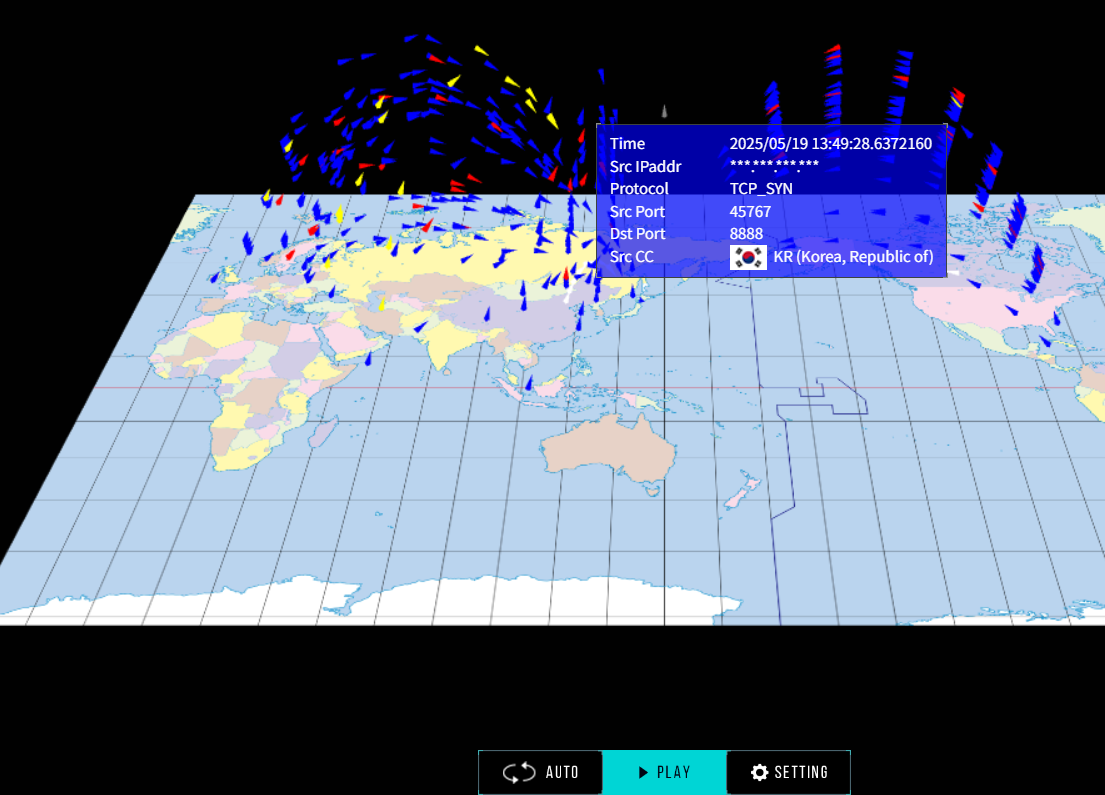 Time 2025/05/19 13:49:28.6372160
Src IPaddr ***.***.***.***
Protocol TCP_SYN
Src Port 45767
Dst Port 8888
Src CC KR (Korea, Republic of)
AUTO PLAY SETTING